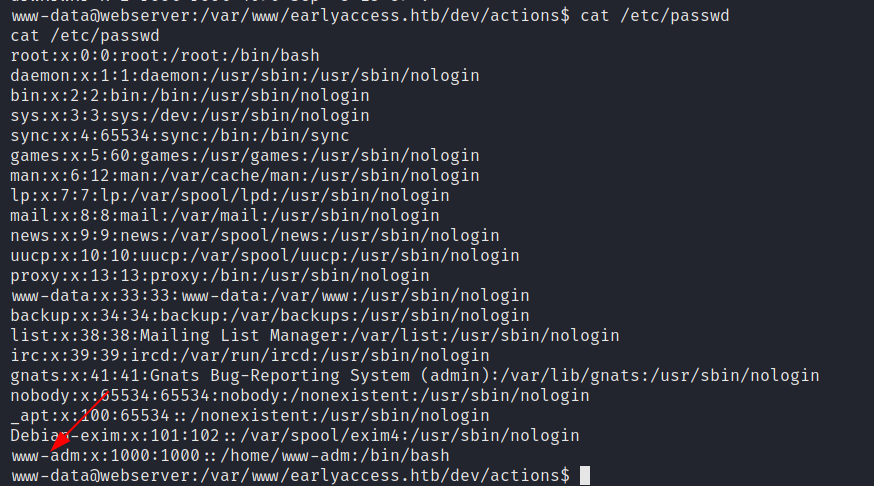 www-data@webserver:/var/www/earlyaccess.htb/dev/actions$ cat /etc/passwd
cat /etc/passwd
root:x:0:0:root:/root:/bin/bash
daemon:x:1:1:daemon:/usr/sbin:/usr/sbin/nologin
bin:x:2:2:bin:/bin:/usr/sbin/nologin
sys:x:3:3:sys:/dev:/usr/sbin/nologin
sync:x:4:65534:sync:/bin:/bin/sync
games:x:5:60:games:/usr/games:/usr/sbin/nologin
man:x:6:12:man:/var/cache/man:/usr/sbin/nologin
lp:x:7:7:lp:/var/spool/lpd:/usr/sbin/nologin
mail:x:8:8:mail:/var/mail:/usr/sbin/nologin
news:x:9:9:news:/var/spool/news:/usr/sbin/nologin
uucp:x:10:10:uucp:/var/spool/uucp:/usr/sbin/nologin
proxy:x:13:13:proxy:/bin:/usr/sbin/nologin
www-data:x:33:33:www-data:/var/www:/usr/sbin/nologin
backup:x:34:34:backup:/var/backups:/usr/sbin/nologin
list:x:38:38:Mailing List Manager:/var/list:/usr/sbin/nologin
irc:x:39:39:ircd:/var/run/ircd:/usr/sbin/nologin
gnats:x:41:41:Gnats Bug-Reporting System (admin):/var/lib/gnats:/usr/sbin/nologin
nobody:x:65534:65534:nobody:/nonexistent:/usr/sbin/nologin
_apt:x:100:65534::/nonexistent:/usr/sbin/nologin
Debian-exim:x:101:102::/var/spool/exim4:/usr/sbin/nologin
www-adm:x:1000:1000::/home/www-adm:/bin/bash
www-data@webserver:/var/www/earlyaccess.htb/dev/actions$